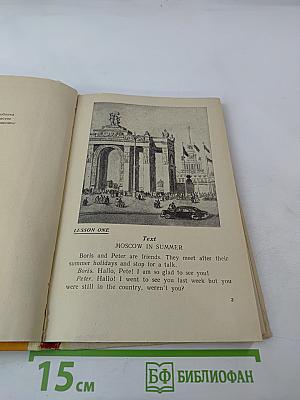 LESSON ONE
Text
MOSCOW IN SUMMER
Boris and Peter are friends. They meet after their
summer holidays and stop for a talk.
Boris. Hallo, Pete! I am so glad to see you!
Peter. Hallo! I went to see you last week but you
were still in the country, weren't you?
3
15 см
БФ БИБЛИОФАН